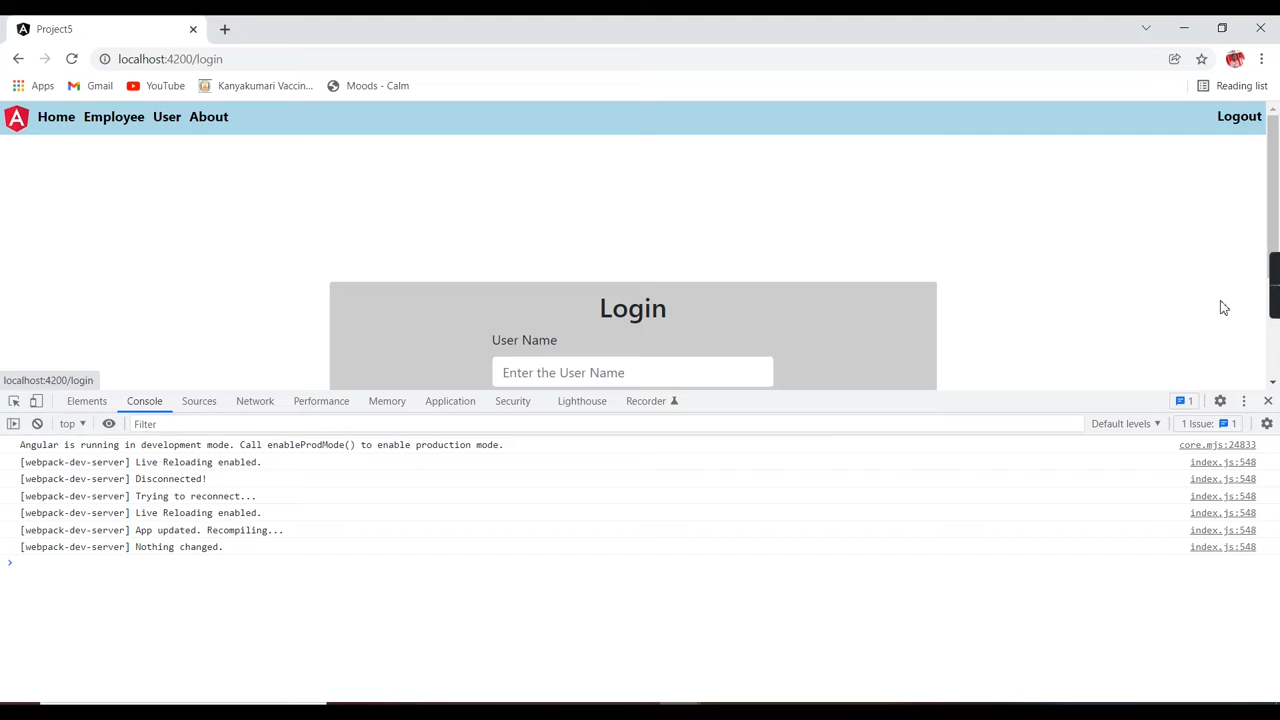 Project5
localhost:4200/login
Apps Gmail YouTube Kanyakumari Vaccin... Moods - Calm Reading list
A Home Employee User About Logout
Login
User Name
Enter the User Name
localhost:4200/login
Elements Console Sources Network Performance Memory Application Security Lighthouse Recorder 1
top Filter Default levels 1 Issue: 1
Angular is running in development mode. Call enableProdMode() to enable production mode. core.mjs:24833
[webpack-dev-server] Live Reloading enabled. index.js:548
[webpack-dev-server] Disconnected! index.js:548
[webpack-dev-server] Trying to reconnect... index.js:548
[webpack-dev-server] Live Reloading enabled. index.js:548
[webpack-dev-server] App updated. Recompiling... index.js:548
[webpack-dev-server] Nothing changed. index.js:548